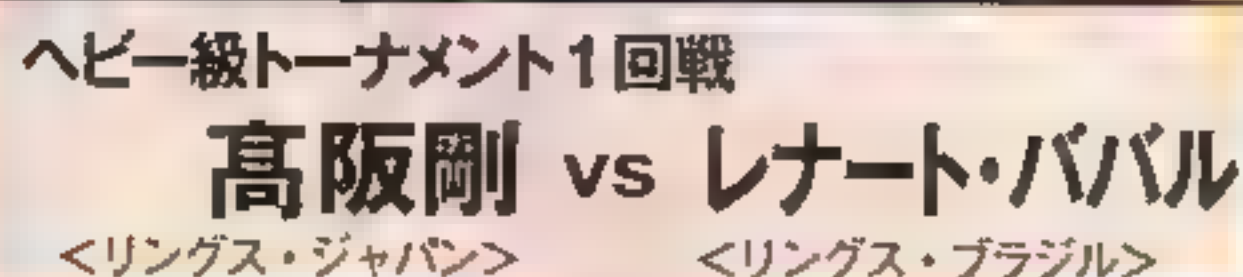 ヘビー級トーナメント1回戦
髙阪剛 vs レナート・ババル
<リングス・ジャパン> <リングス・ブラジル>